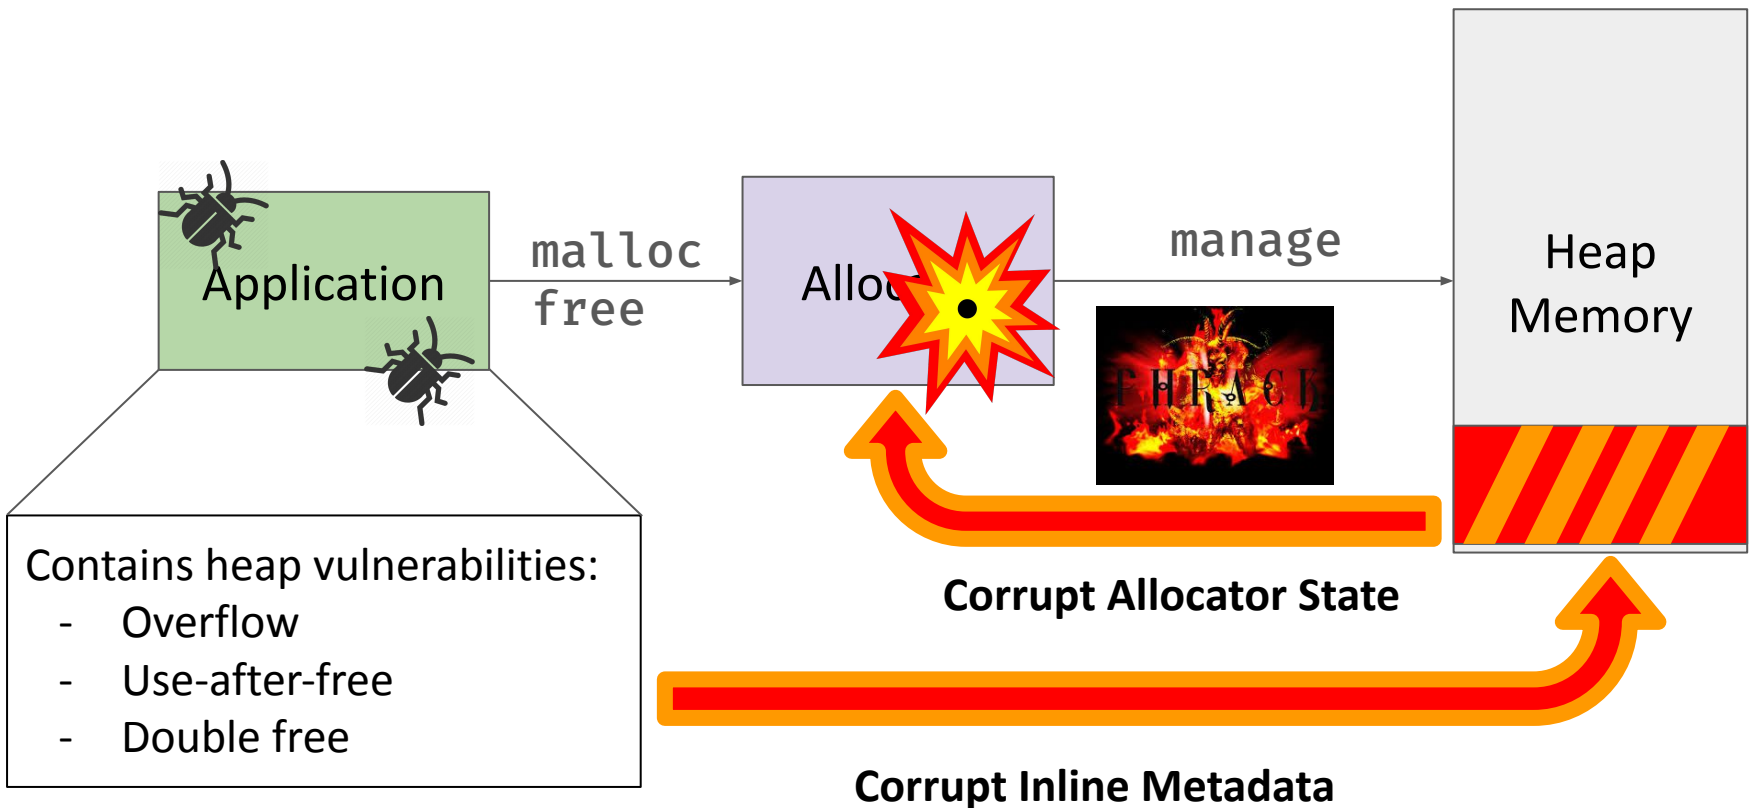 Application
malloc
free
Alloc
manage
Heap
Memory
PHRACK
Contains heap vulnerabilities:
- Overflow
- Use-after-free
- Double free
Corrupt Allocator State
Corrupt Inline Metadata